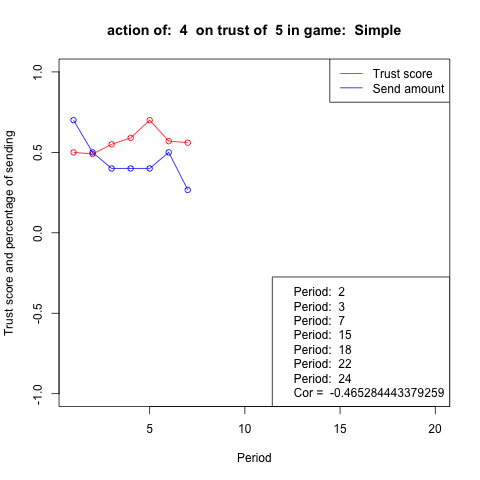 action of:  4  on trust of  5 in game:  Simple
Trust score
Send amount
Trust score and percentage of sending
1.0
0.5
0.0
-0.5
-1.0
Period:  2
Period:  3
Period:  7
Period:  15
Period:  18
Period:  22
Period:  24
Cor =  -0.465284443379259
5
10
15
20
Period